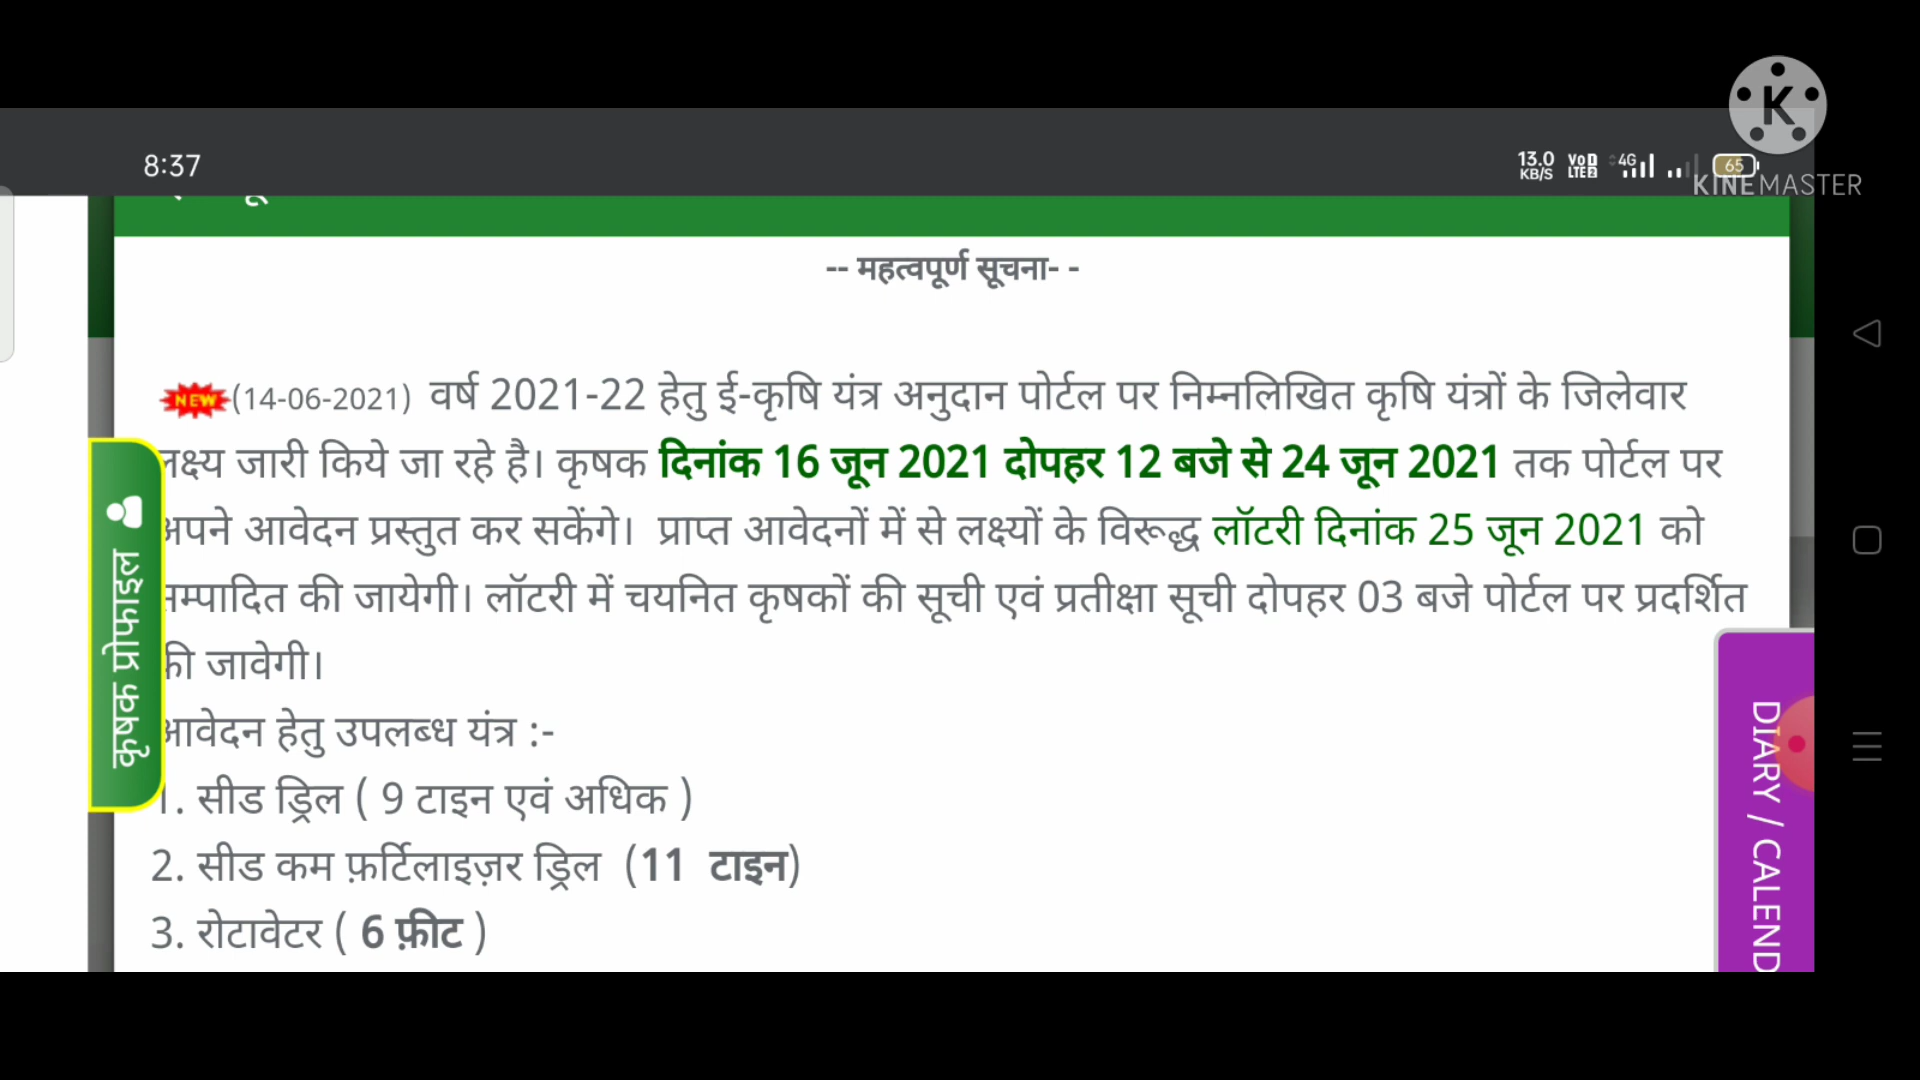 8:37
13.0 KB/S VoD LTE2 4G 65
K
KINEMASTER
-- महत्वपूर्ण सूचना- -
NEW (14-06-2021) वर्ष 2021-22 हेतु ई-कृषि यंत्र अनुदान पोर्टल पर निम्नलिखित कृषि यंत्रों के जिलेवार
लक्ष्य जारी किये जा रहे है। कृषक दिनांक 16 जून 2021 दोपहर 12 बजे से 24 जून 2021 तक पोर्टल पर
अपने आवेदन प्रस्तुत कर सकेंगे। प्राप्त आवेदनों में से लक्ष्यों के विरूद्ध लॉटरी दिनांक 25 जून 2021 को
सम्पादित की जायेगी। लॉटरी में चयनित कृषकों की सूची एवं प्रतीक्षा सूची दोपहर 03 बजे पोर्टल पर प्रदर्शित
की जावेगी।
आवेदन हेतु उपलब्ध यंत्र :-
1. सीड ड्रिल ( 9 टाइन एवं अधिक )
2. सीड कम फ़र्टिलाइज़र ड्रिल (11 टाइन)
3. रोटावेटर ( 6 फ़ीट )
कृषक प्रोफाइल
DIARY / CALEND